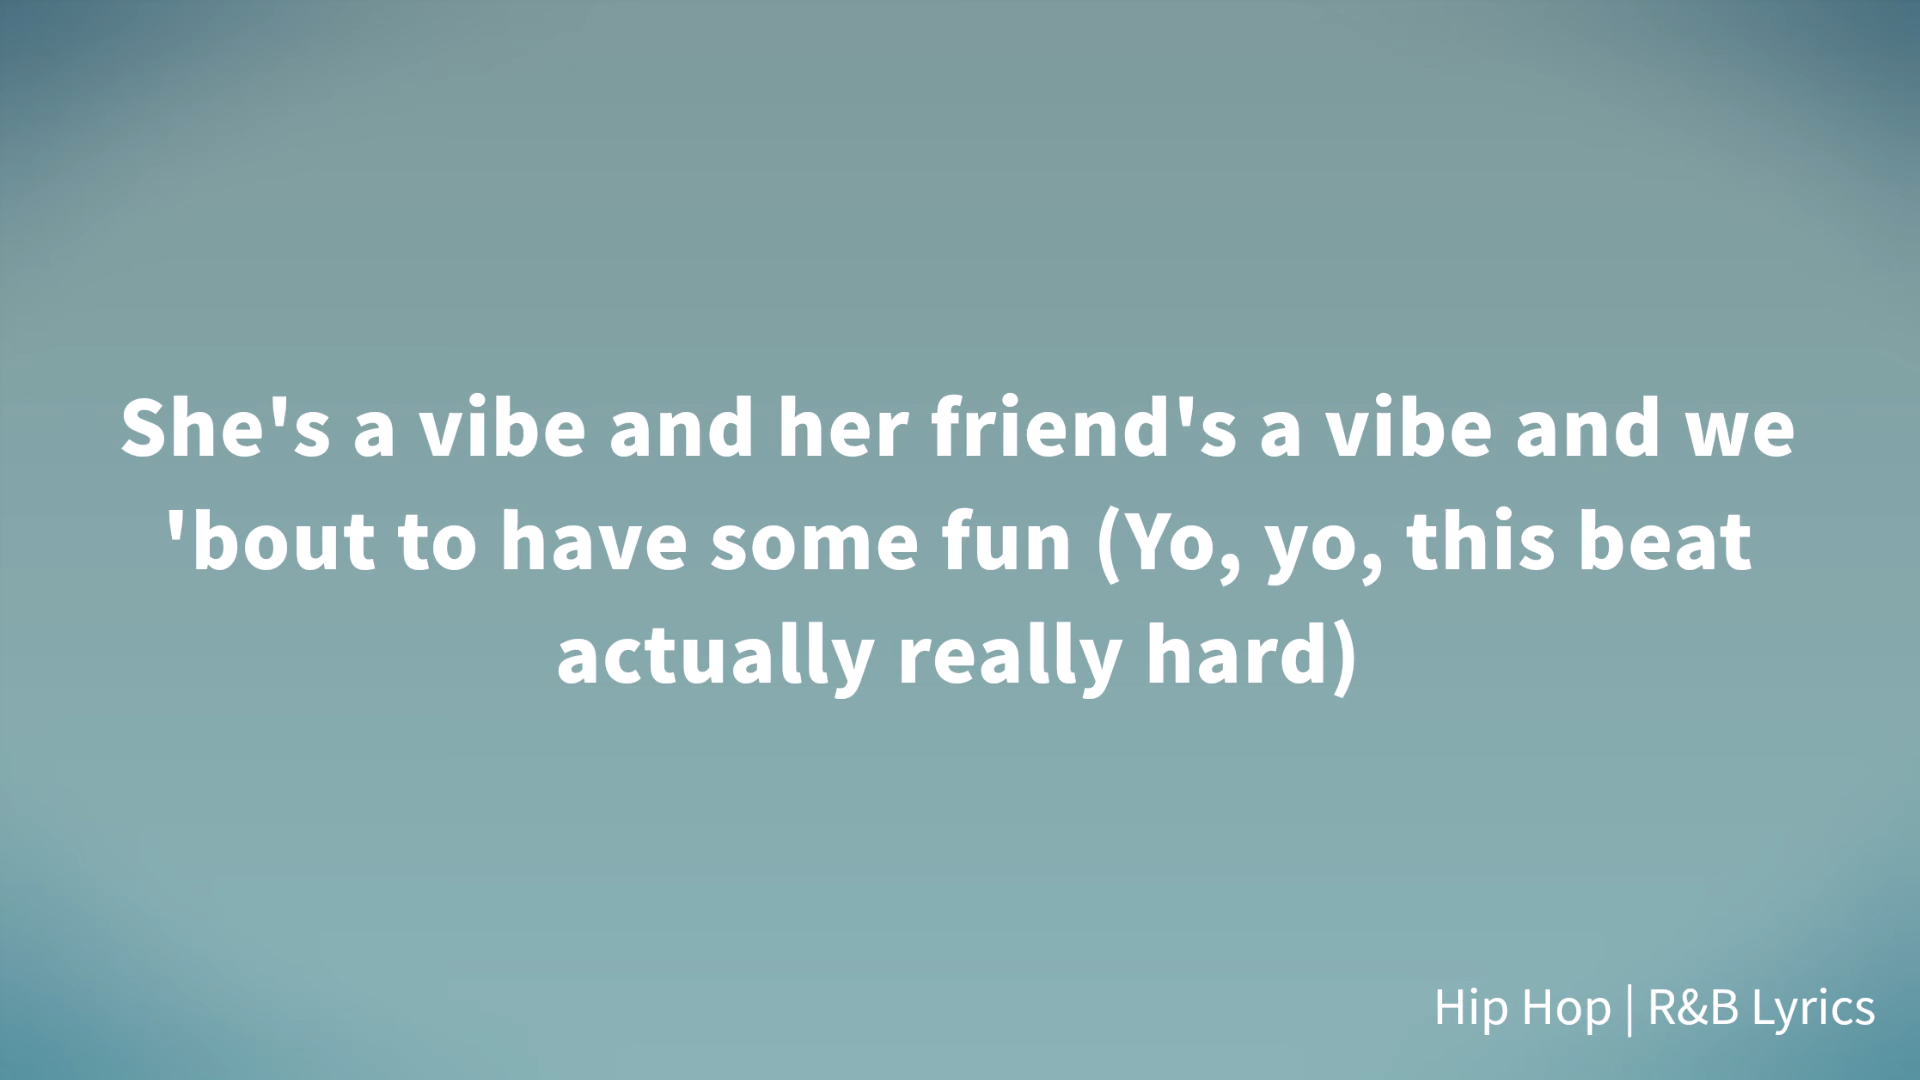 She's a vibe and her friend's a vibe and we
'bout to have some fun (Yo, yo, this beat
actually really hard)
Hip Hop | R&B Lyrics